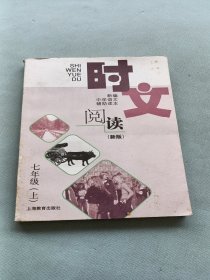 SHI
WEN
YUE
DU
时文
新编
中学语文
辅助读本
阅读
(新版)
七年级(上)
上海教育出版社